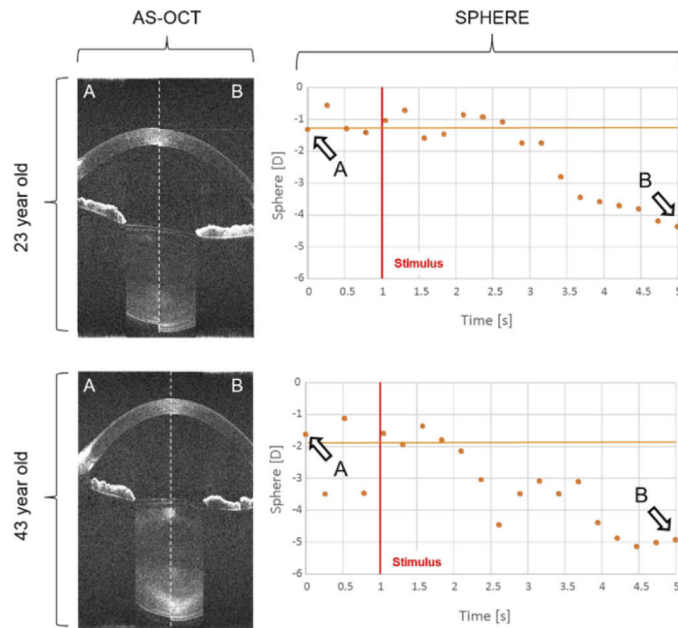 AS-OCT
SPHERE
23 year old
A
B
0
-1
-2
-3
-4
-5
-6
Sphere [D]
A
B
Stimulus
0
0.5
1
1.5
2
2.5
3
3.5
4
4.5
5
Time [s]
43 year old
A
B
0
-1
-2
-3
-4
-5
-6
Sphere [D]
A
B
Stimulus
0
0.5
1
1.5
2
2.5
3
3.5
4
4.5
5
Time [s]